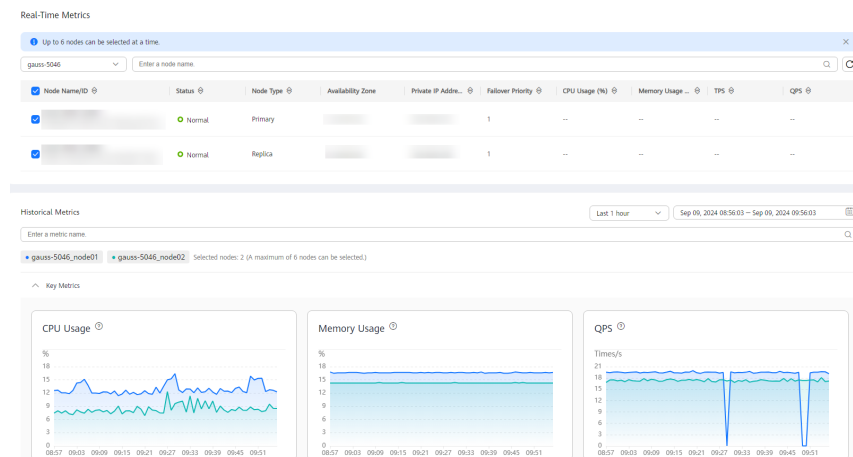 Real-Time Metrics
Up to 6 nodes can be selected at a time.
gauss-5046 Enter a node name.
Node Name/ID Status Node Type Availability Zone Private IP Addre... Failover Priority CPU Usage (%) Memory Usage ... TPS QPS
Normal Primary 1 -- -- -- --
Normal Replica 1 -- -- -- --
Historical Metrics Last 1 hour Sep 09, 2024 08:56:03 — Sep 09, 2024 09:56:03
Enter a metric name.
gauss-5046_node01 gauss-5046_node02 Selected nodes: 2 (A maximum of 6 nodes can be selected.)
Key Metrics
CPU Usage
%
18
15
12
9
6
3
0
08:57 09:03 09:09 09:15 09:21 09:27 09:33 09:39 09:45 09:51
Memory Usage
%
18
15
12
9
6
3
0
08:57 09:03 09:09 09:15 09:21 09:27 09:33 09:39 09:45 09:51
QPS
Times/s
21
18
15
12
9
6
3
0
08:57 09:03 09:09 09:15 09:21 09:27 09:33 09:39 09:45 09:51